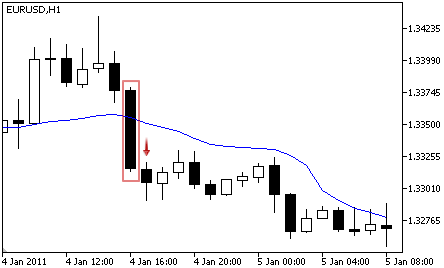 EURUSD,H1
1.34235
1.33990
1.33745
1.33500
1.33255
1.33010
1.32765
4 Jan 2011
4 Jan 12:00
4 Jan 16:00
4 Jan 20:00
5 Jan 00:00
5 Jan 04:00
5 Jan 08:00